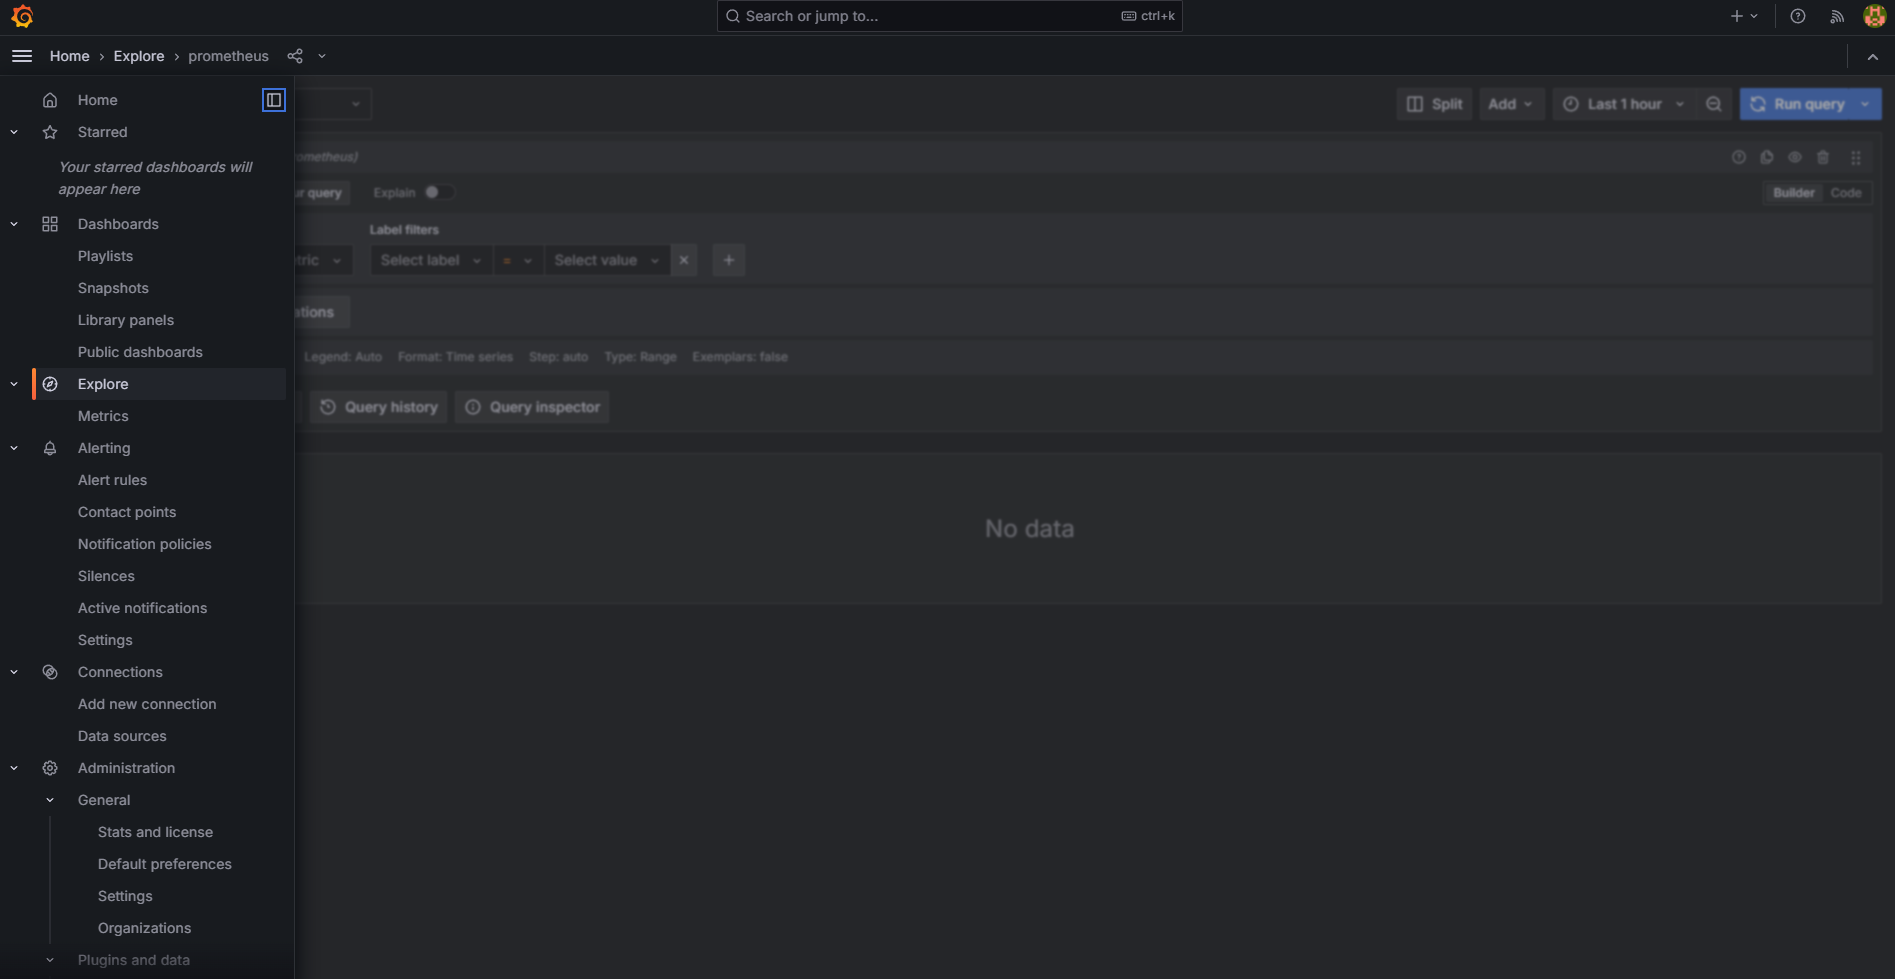 Search or jump to...
ctrl+k
Home › Explore › prometheus
Home
Starred
Your starred dashboards will
appear here
Dashboards
Playlists
Snapshots
Library panels
Public dashboards
Explore
Metrics
Alerting
Alert rules
Contact points
Notification policies
Silences
Active notifications
Settings
Connections
Add new connection
Data sources
Administration
General
Stats and license
Default preferences
Settings
Organizations
Plugins and data
Split
Add
Last 1 hour
Run query
ometheus)
ur query
Explain
Builder
Code
Label filters
tric
Select label
=
Select value
ations
Legend: Auto
Format: Time series
Step: auto
Type: Range
Exemplars: false
Query history
Query inspector
No data